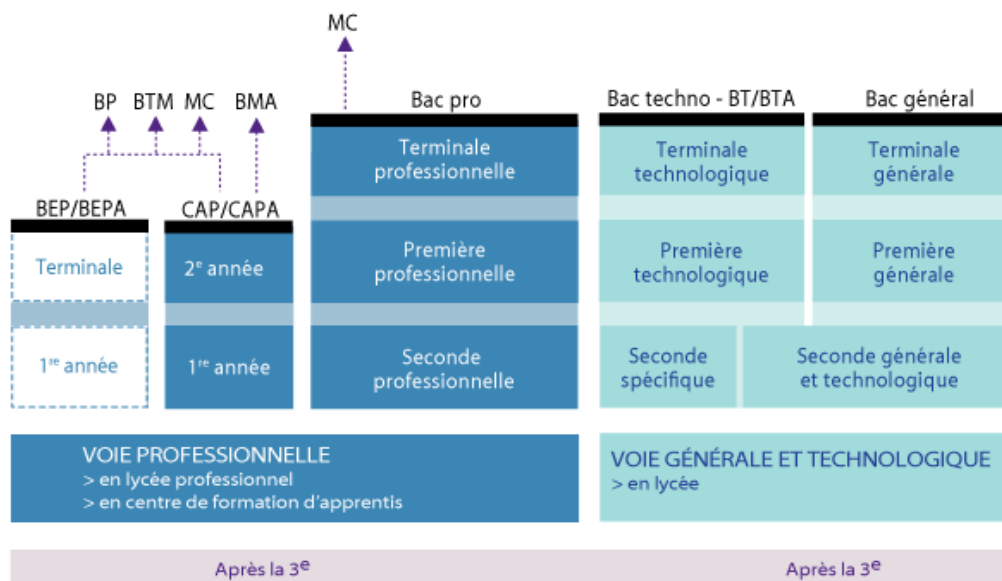 MC
BP BTM MC BMA
Bac pro
Bac techno - BT/BTA
Bac général
Terminale
professionnelle
Terminale
technologique
Terminale
générale
BEP/BEPA
CAP/CAPA
Terminale
2e année
Première
professionnelle
Première
technologique
Première
générale
1re année
1re année
Seconde
professionnelle
Seconde
spécifique
Seconde générale
et technologique
VOIE PROFESSIONNELLE
> en lycée professionnel
> en centre de formation d'apprentis
VOIE GÉNÉRALE ET TECHNOLOGIQUE
> en lycée
Après la 3e
Après la 3e